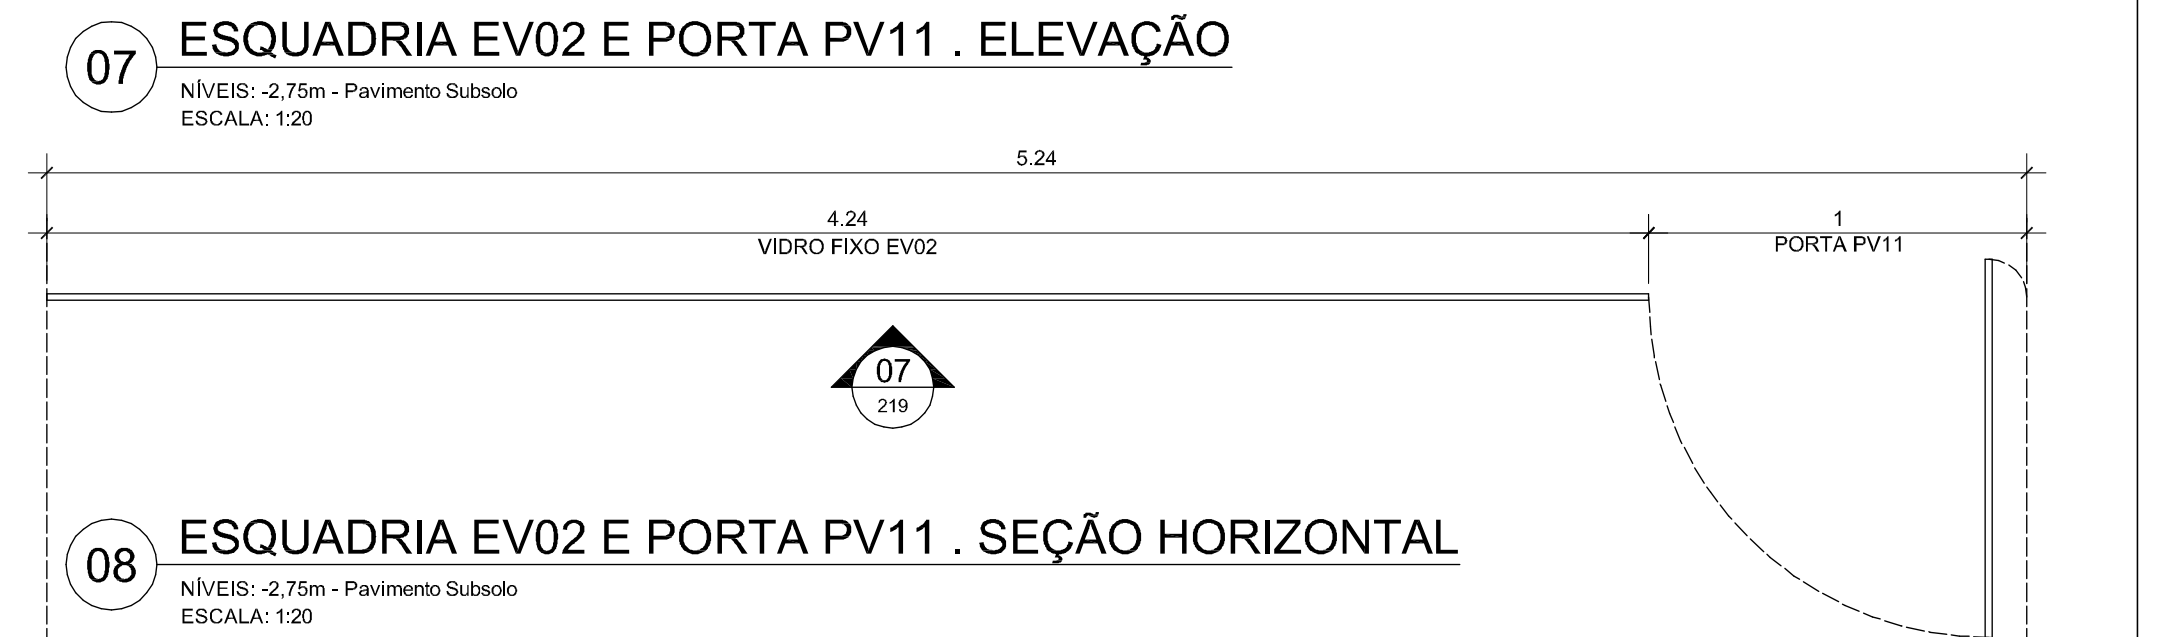 07
ESQUADRIA EV02 E PORTA PV11 . ELEVAÇÃO
NÍVEIS: -2,75m - Pavimento Subsolo
ESCALA: 1:20
5.24
4.24
VIDRO FIXO EV02
1
PORTA PV11
07
219
08
ESQUADRIA EV02 E PORTA PV11 . SEÇÃO HORIZONTAL
NÍVEIS: -2,75m - Pavimento Subsolo
ESCALA: 1:20